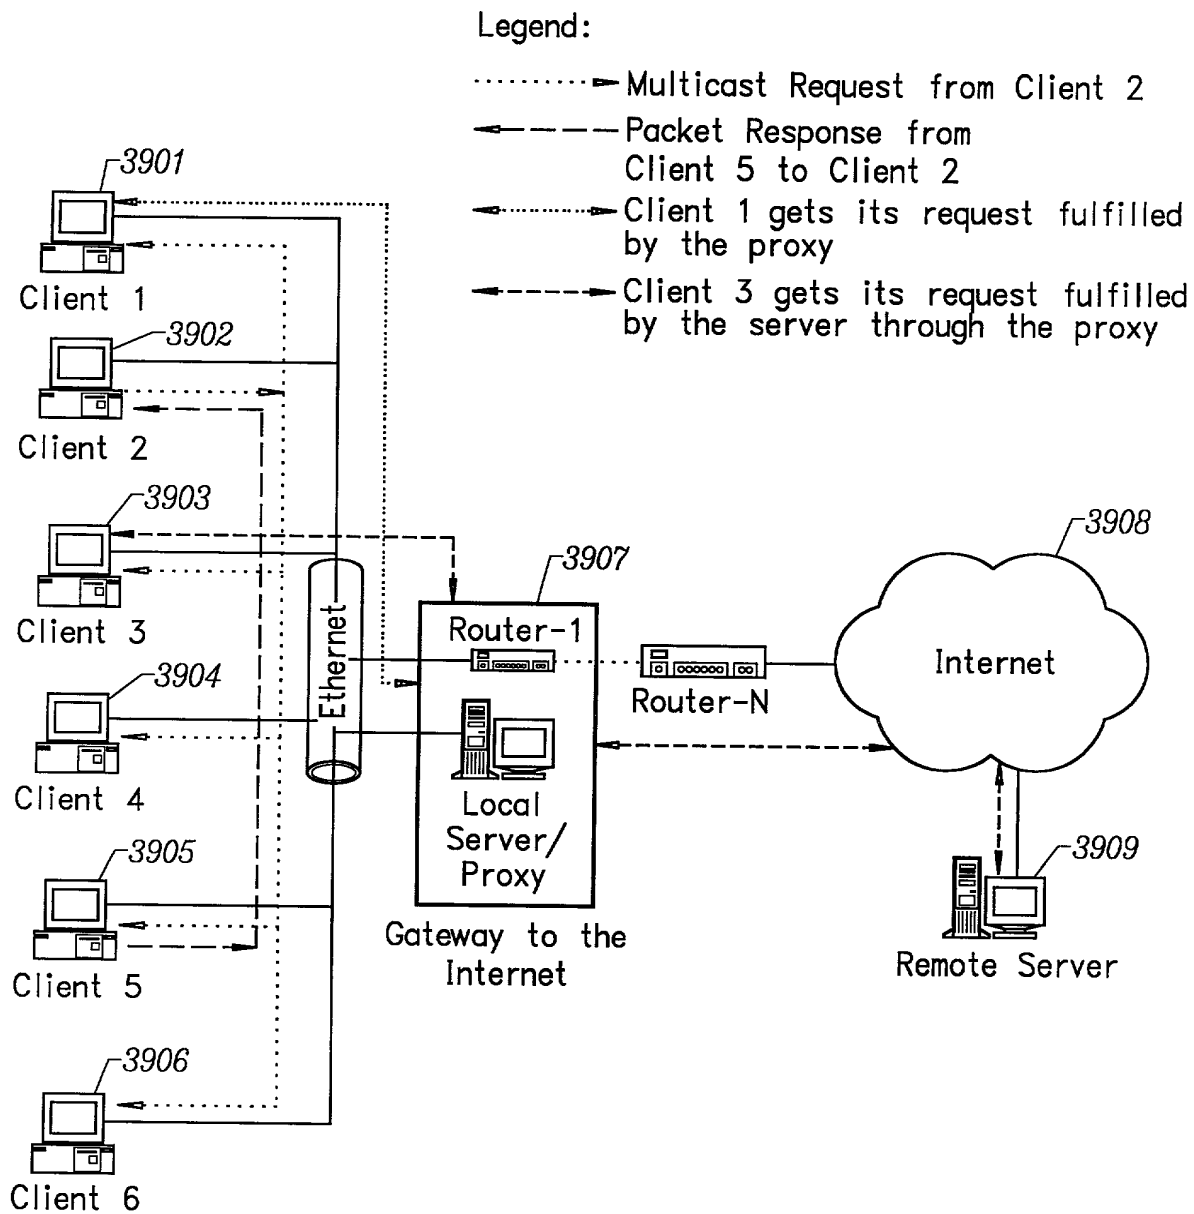 Legend:
Multicast Request from Client 2
Packet Response from
Client 5 to Client 2
Client 1 gets its request fulfilled
by the proxy
Client 3 gets its request fulfilled
by the server through the proxy
3901
Client 1
3902
Client 2
3903
Client 3
3904
Client 4
3905
Client 5
3906
Client 6
Ethernet
3907
Router-1
Local
Server/
Proxy
Gateway to the
Internet
Router-N
3908
Internet
3909
Remote Server